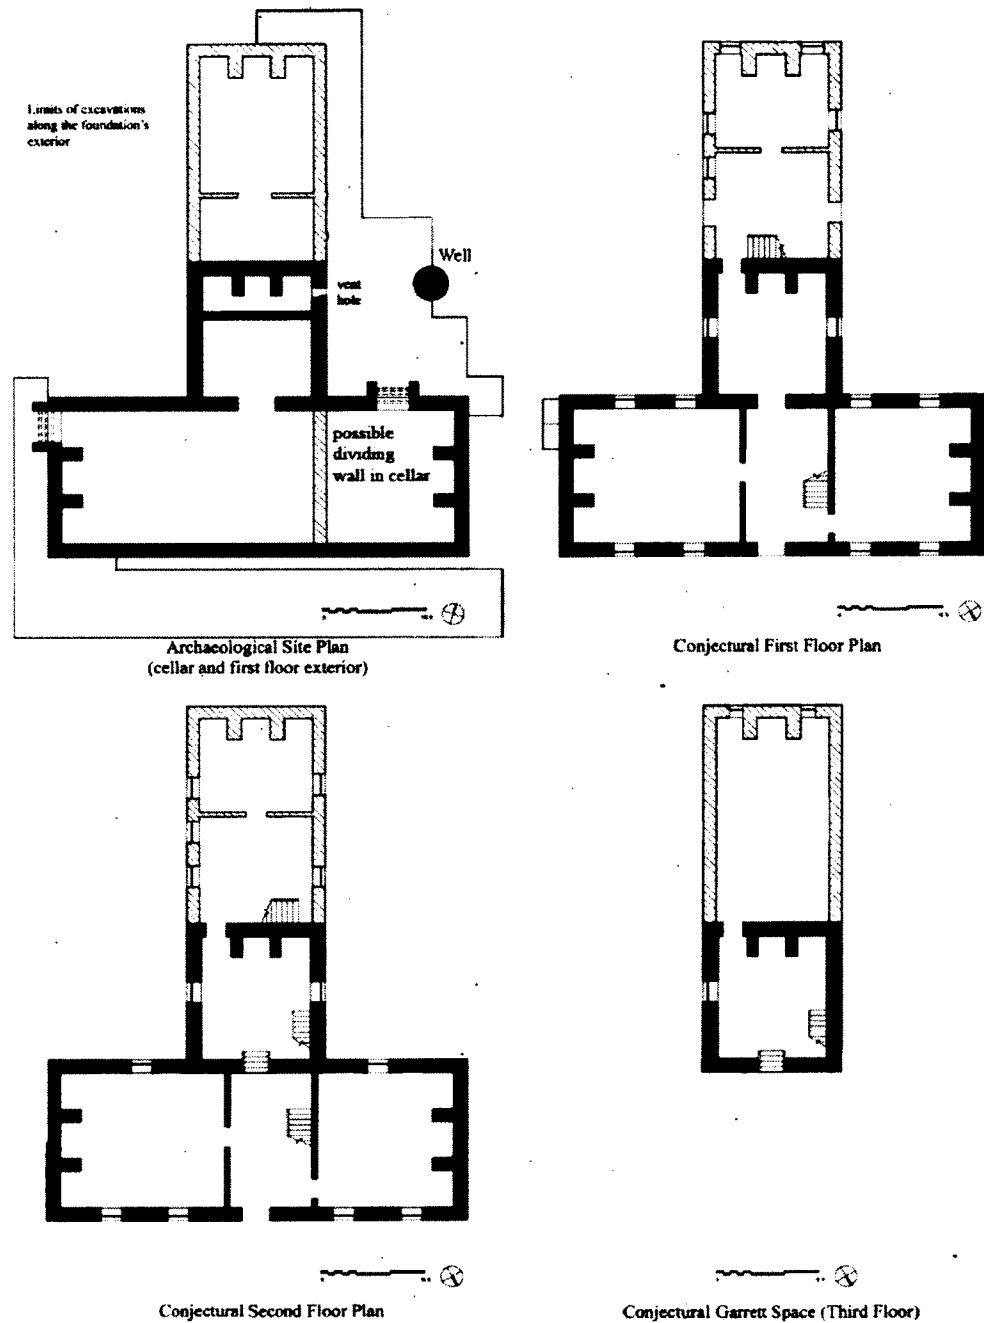 Limits of excavations
along the foundation's
exterior
Well
vent
hole
possible
dividing
wall in cellar
Archaeological Site Plan
(cellar and first floor exterior)
Conjectural First Floor Plan
Conjectural Second Floor Plan
Conjectural Garrett Space (Third Floor)